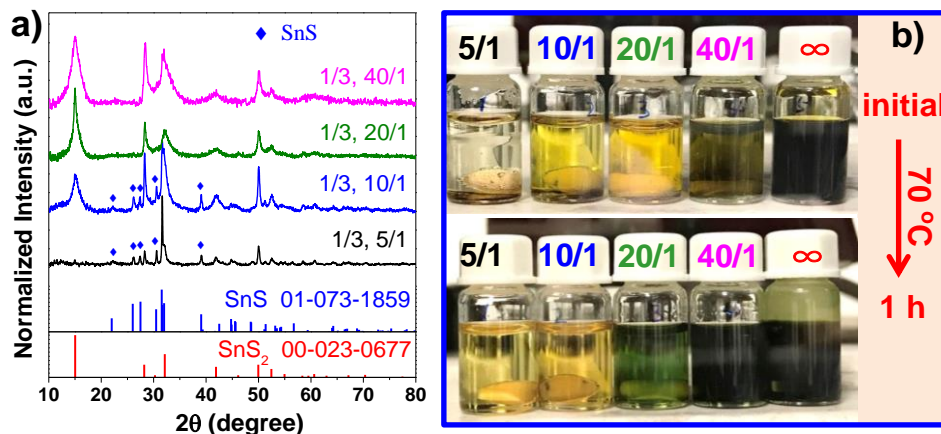 a)
◆ SnS
1/3, 40/1
1/3, 20/1
1/3, 10/1
1/3, 5/1
SnS 01-073-1859
SnS₂ 00-023-0677
Normalized Intensity (a.u.)
10 20 30 40 50 60 70 80
2θ (degree)
b)
5/1 10/1 20/1 40/1 ∞
initial
70 °C
1 h
5/1 10/1 20/1 40/1 ∞